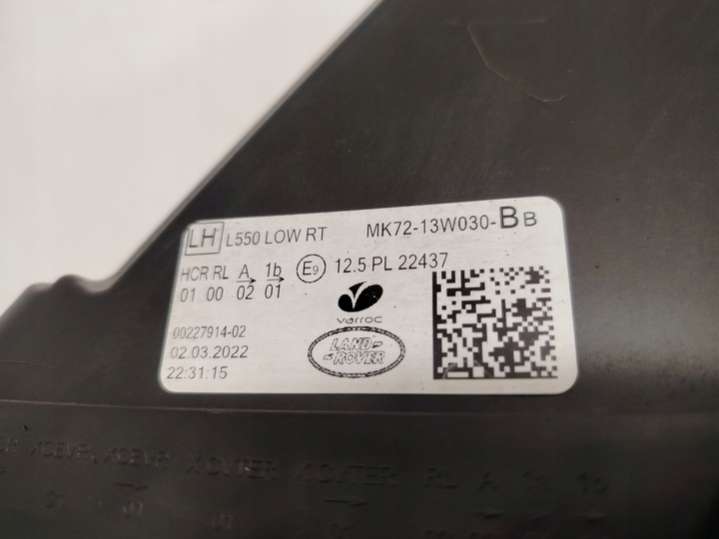 LH L550 LOW RT MK72-13W030-BB
HCR RL A 1b E9 12.5 PL 22437
01 00 02 01
varroc
00227914-02
LAND-
-ROVER
02.03.2022
22:31:15
RL A